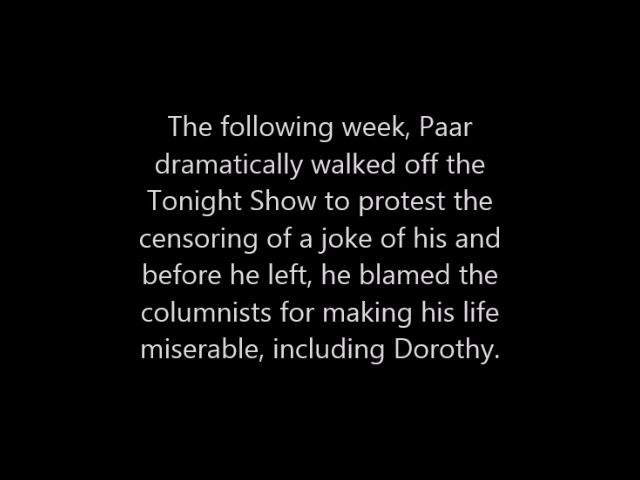 The following week, Paar
dramatically walked off the
Tonight Show to protest the
censoring of a joke of his and
before he left, he blamed the
columnists for making his life
miserable, including Dorothy.